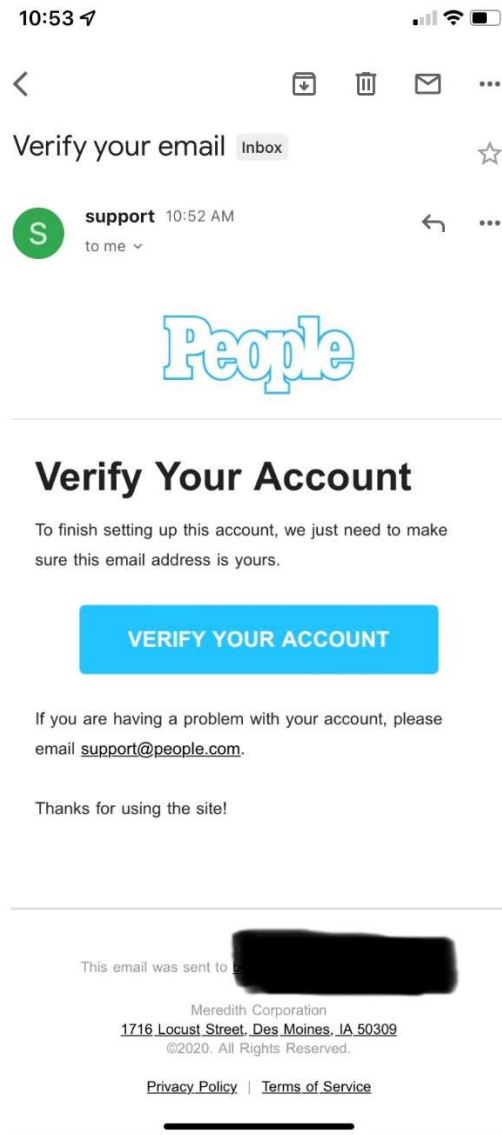 10:53
Verify your email Inbox
S
support 10:52 AM
to me
People
Verify Your Account
To finish setting up this account, we just need to make
sure this email address is yours.
VERIFY YOUR ACCOUNT
If you are having a problem with your account, please
email support@people.com.
Thanks for using the site!
This email was sent to
Meredith Corporation
1716 Locust Street, Des Moines, IA 50309
©2020. All Rights Reserved.
Privacy Policy | Terms of Service